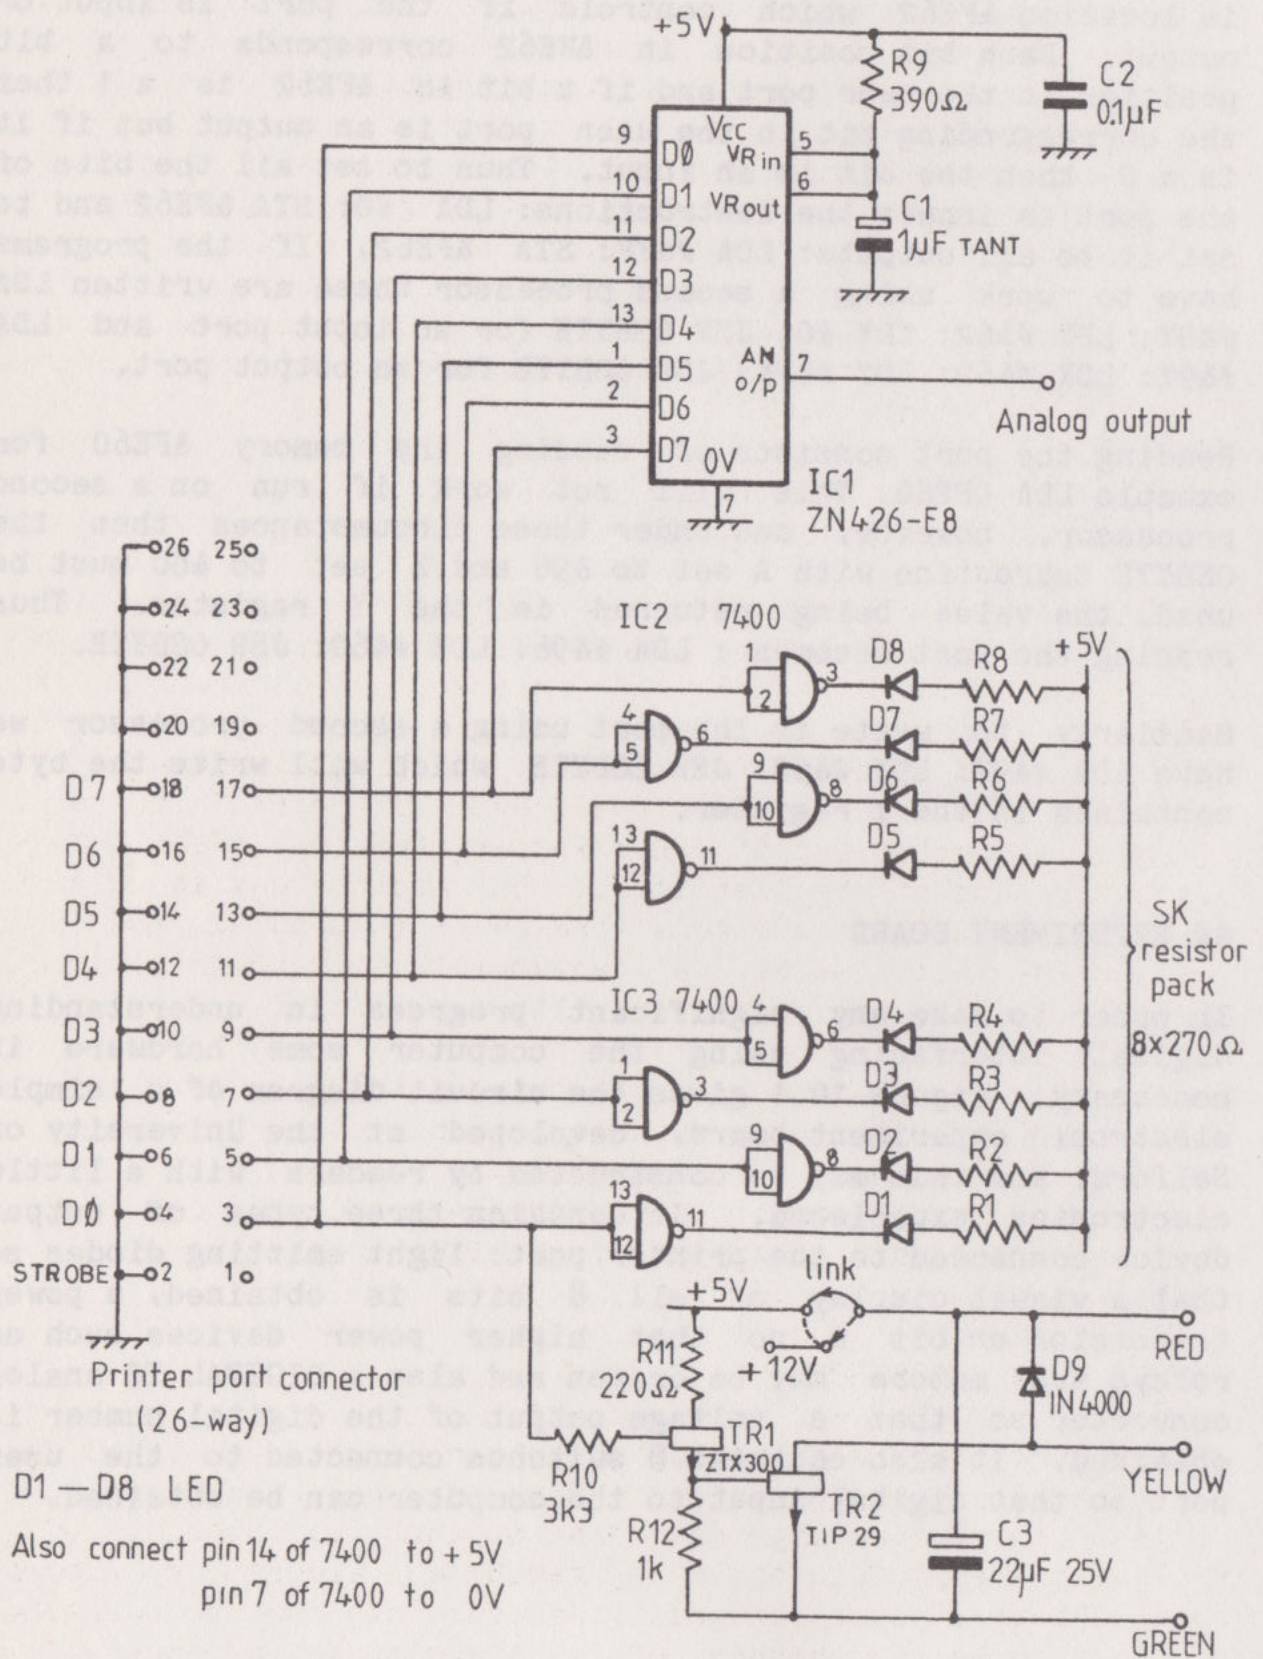 +5V
R9
390Ω
C2
0.1µF
VCC
9
D0
VR in
5
10
D1
VR out
6
C1
1µF TANT
11
D2
12
D3
13
D4
1
D5
AN
o/p
7
2
D6
Analog output
3
D7
0V
7
IC1
ZN426-E8
26 25
24 23
22 21
20 19
D7 18 17
D6 16 15
D5 14 13
D4 12 11
D3 10 9
D2 8 7
D1 6 5
D0 4 3
STROBE 2 1
Printer port connector
(26-way)
IC2 7400
+5V
1
2
3
D8 R8
4
5
6
D7 R7
9
10
8
D6 R6
13
12
11
D5 R5
SK
resistor
pack
8×270Ω
IC3 7400
4
5
6
D4 R4
1
2
3
D3 R3
9
10
8
D2 R2
13
12
11
D1 R1
link
+5V
+12V
RED
R11
220Ω
D9
IN4000
TR1
ZTX300
YELLOW
R10
3k3
TR2
TIP 29
R12
1k
C3
22µF 25V
GREEN
D1 — D8 LED
Also connect pin 14 of 7400 to +5V
pin 7 of 7400 to 0V